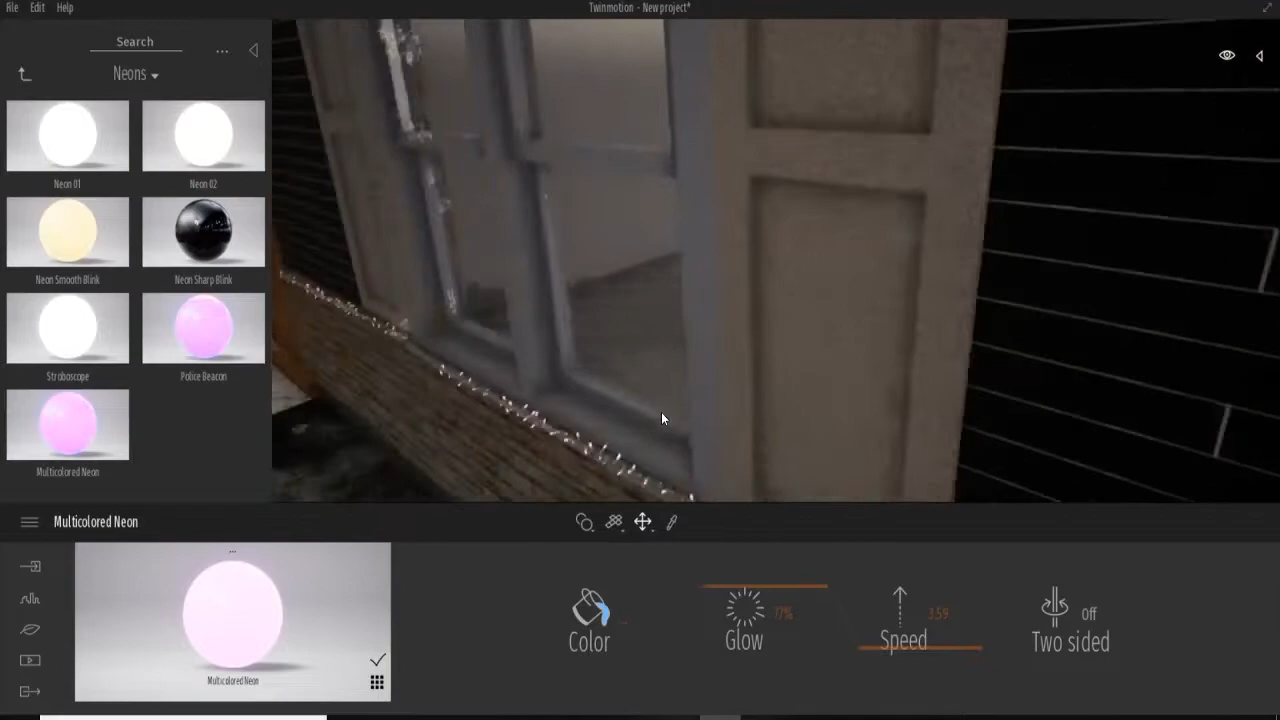 File Edit Help
Twinmotion - New project*
Search
...
Neons
Neon 01
Neon 02
Neon Smooth Blink
Neon Sharp Blink
Stroboscope
Police Beacon
Multicolored Neon
Multicolored Neon
...
Multicolored Neon
Color
77%
Glow
3.59
Speed
Off
Two sided